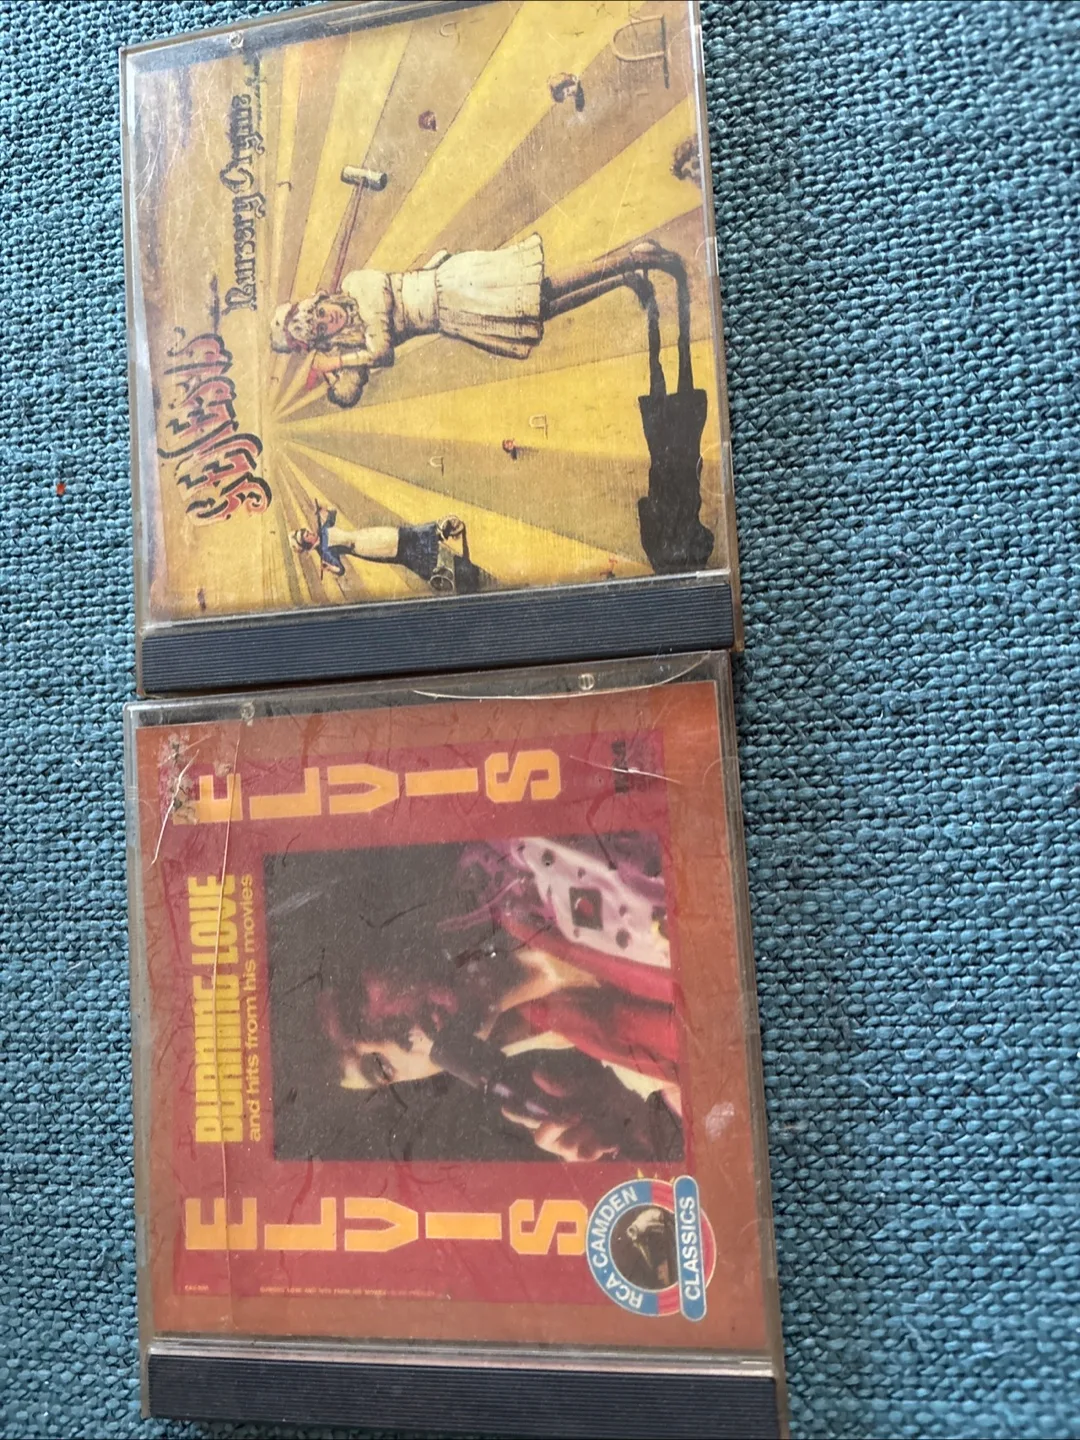 GENESIS
Nursery Cryme
ELVIS
BURNING LOVE
and hits from his movies
ELVIS
RCA · CAMDEN
CLASSICS